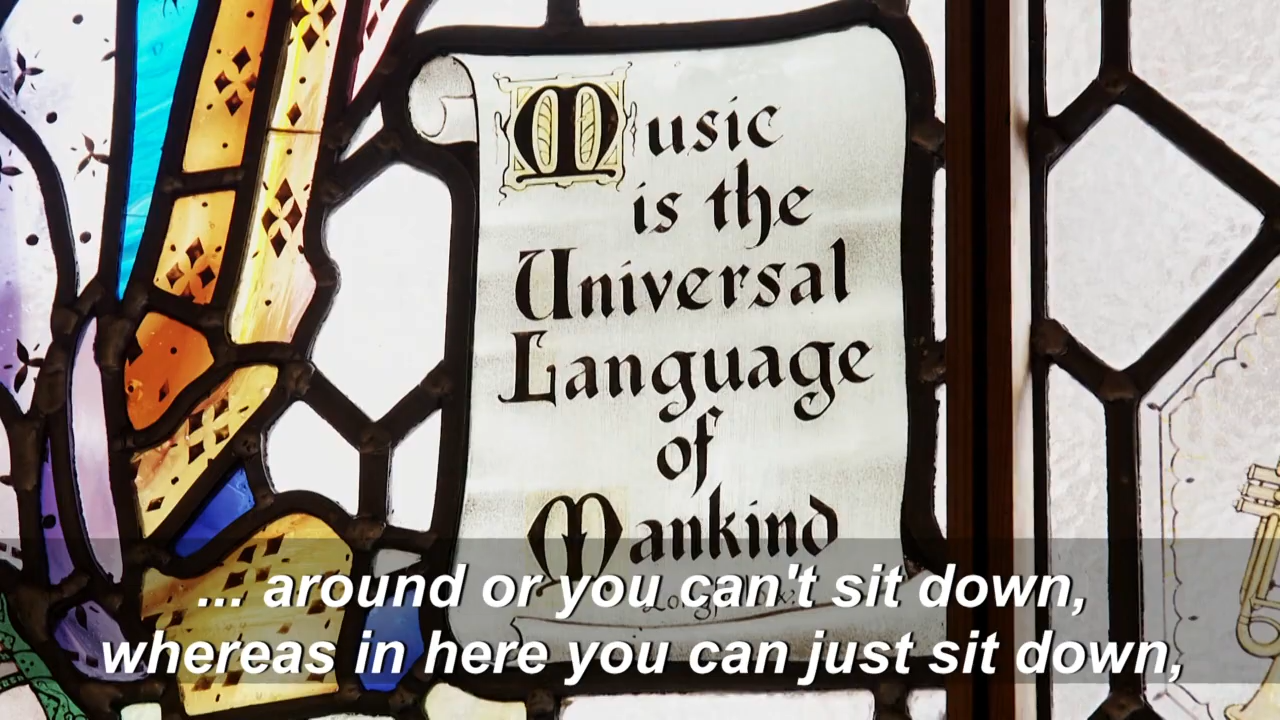 Music
is the
Universal
Language
of
Mankind
... around or you can't sit down,
whereas in here you can just sit down,